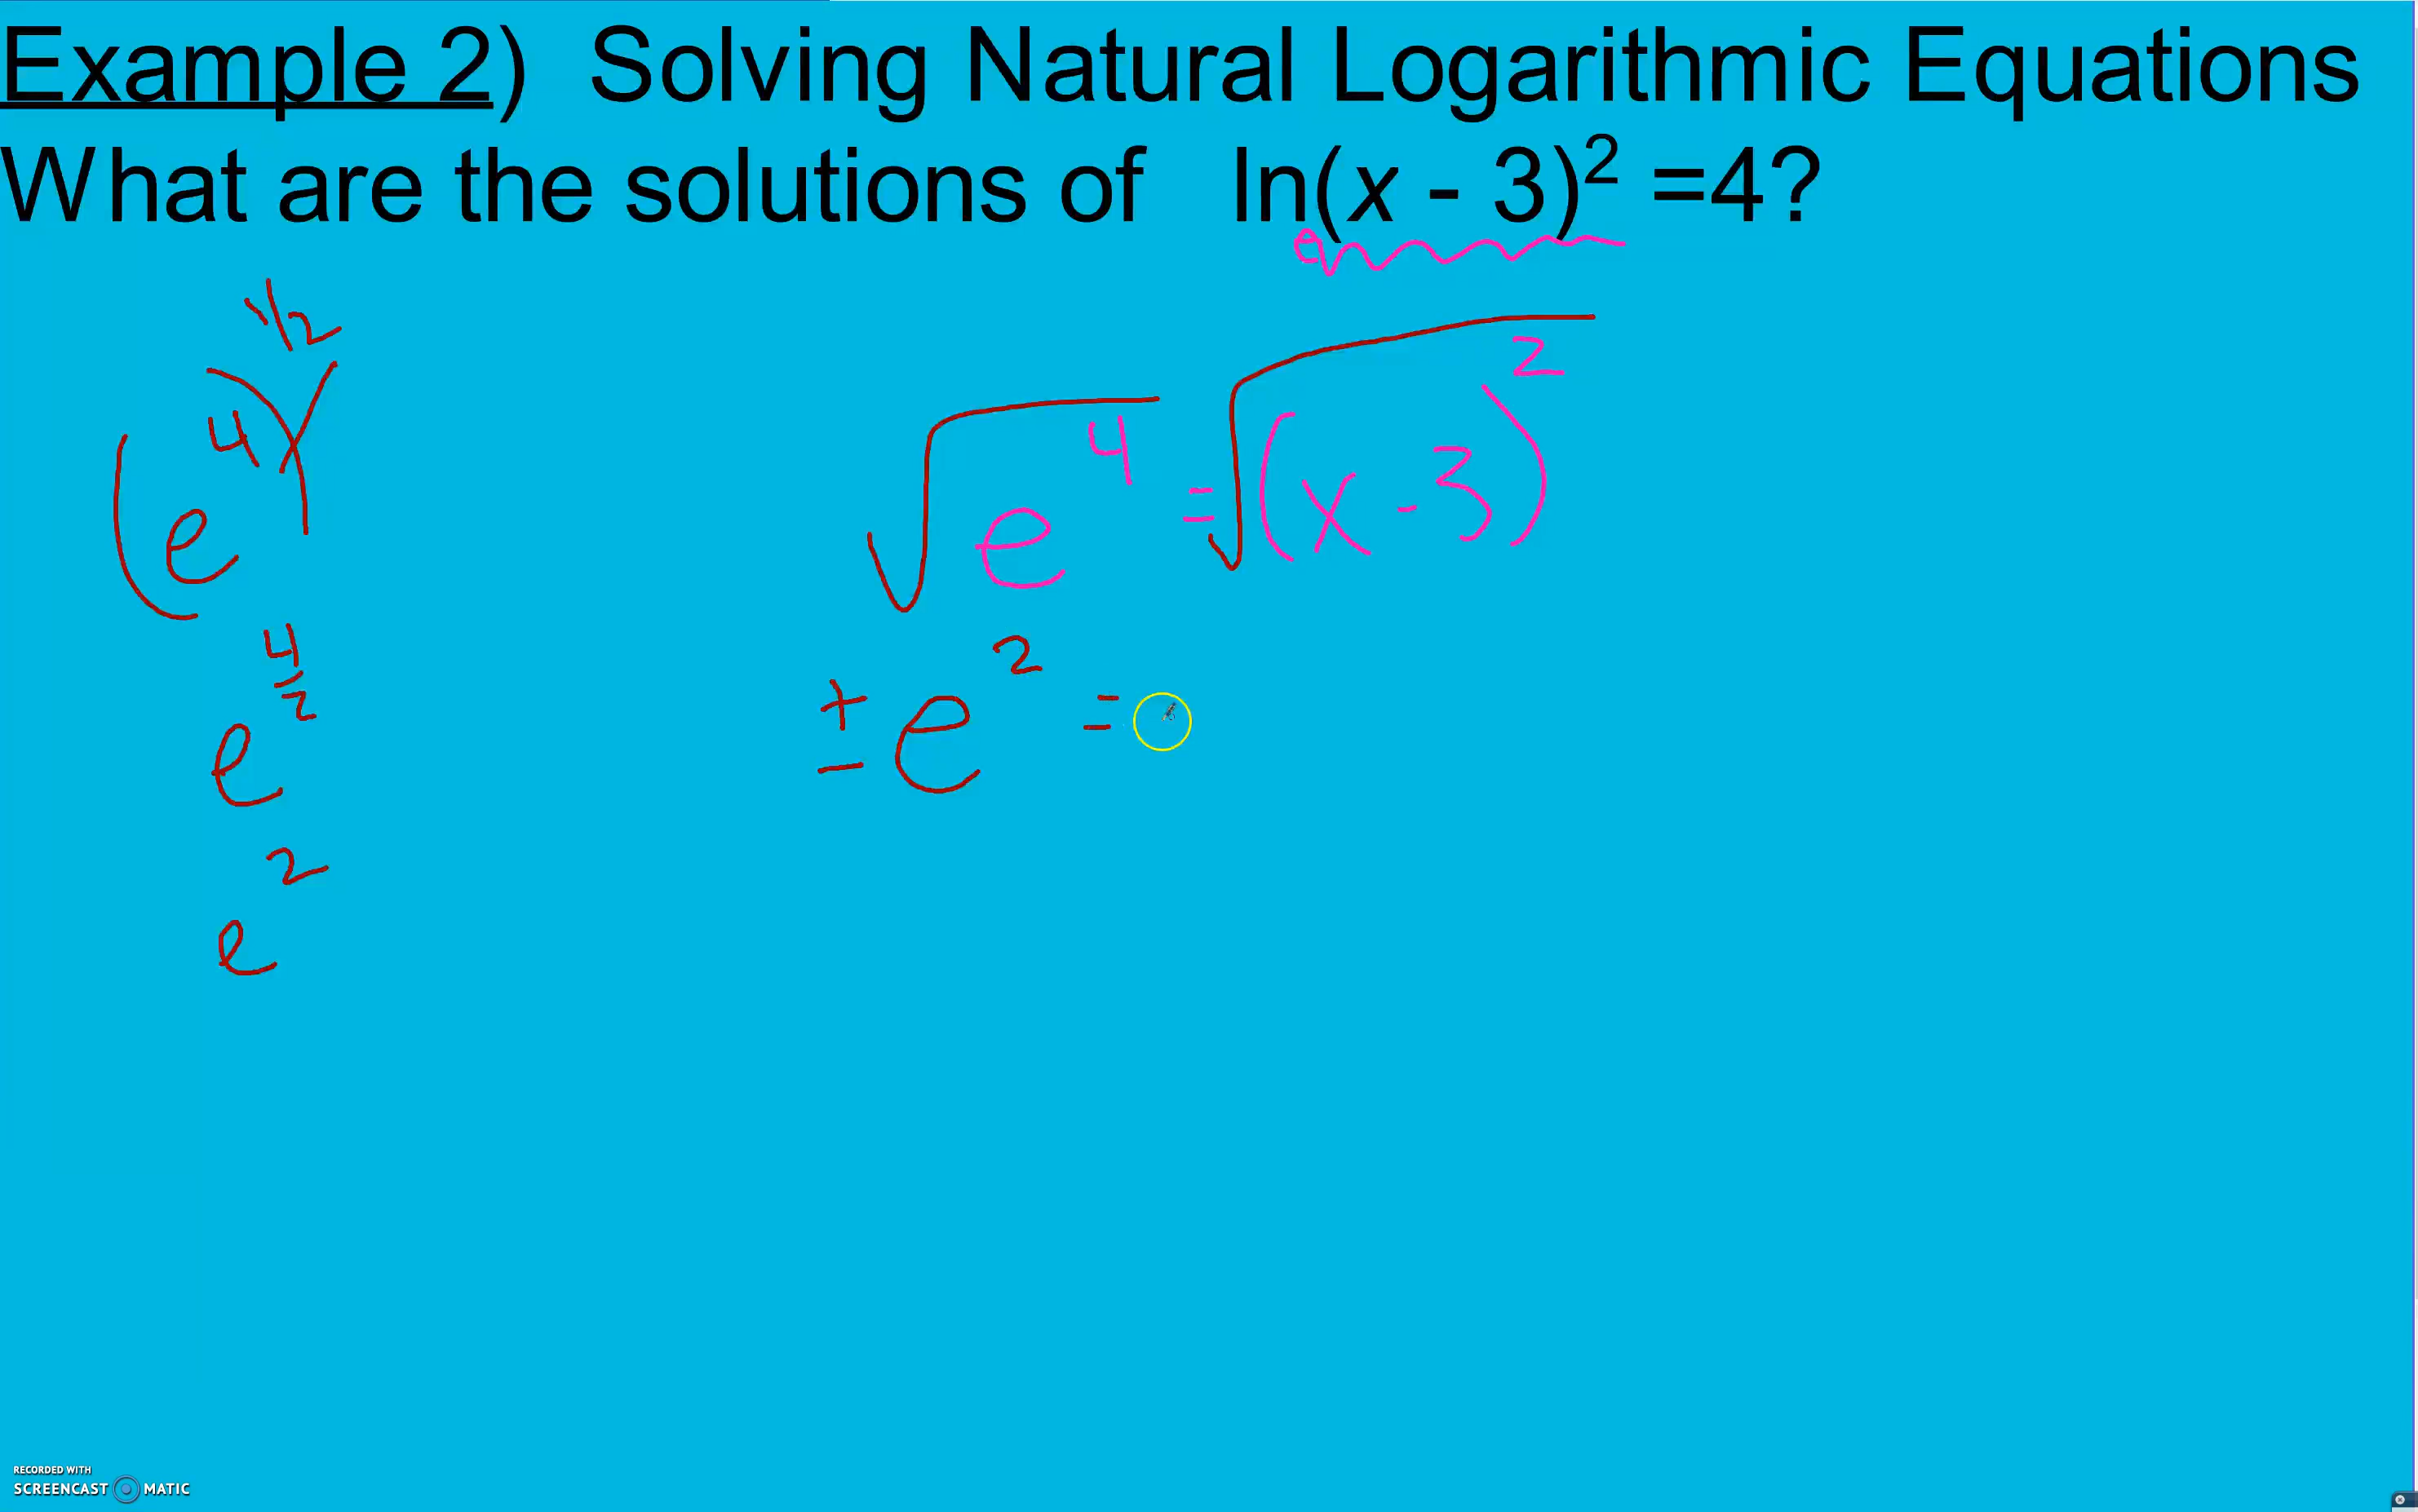 Example 2) Solving Natural Logarithmic Equations
What are the solutions of ln(x - 3)² =4?
(e⁴)^1/2
√e⁴ = √(x - 3)²
e^4/2
± e² =
e²
RECORDED WITH
SCREENCAST MATIC